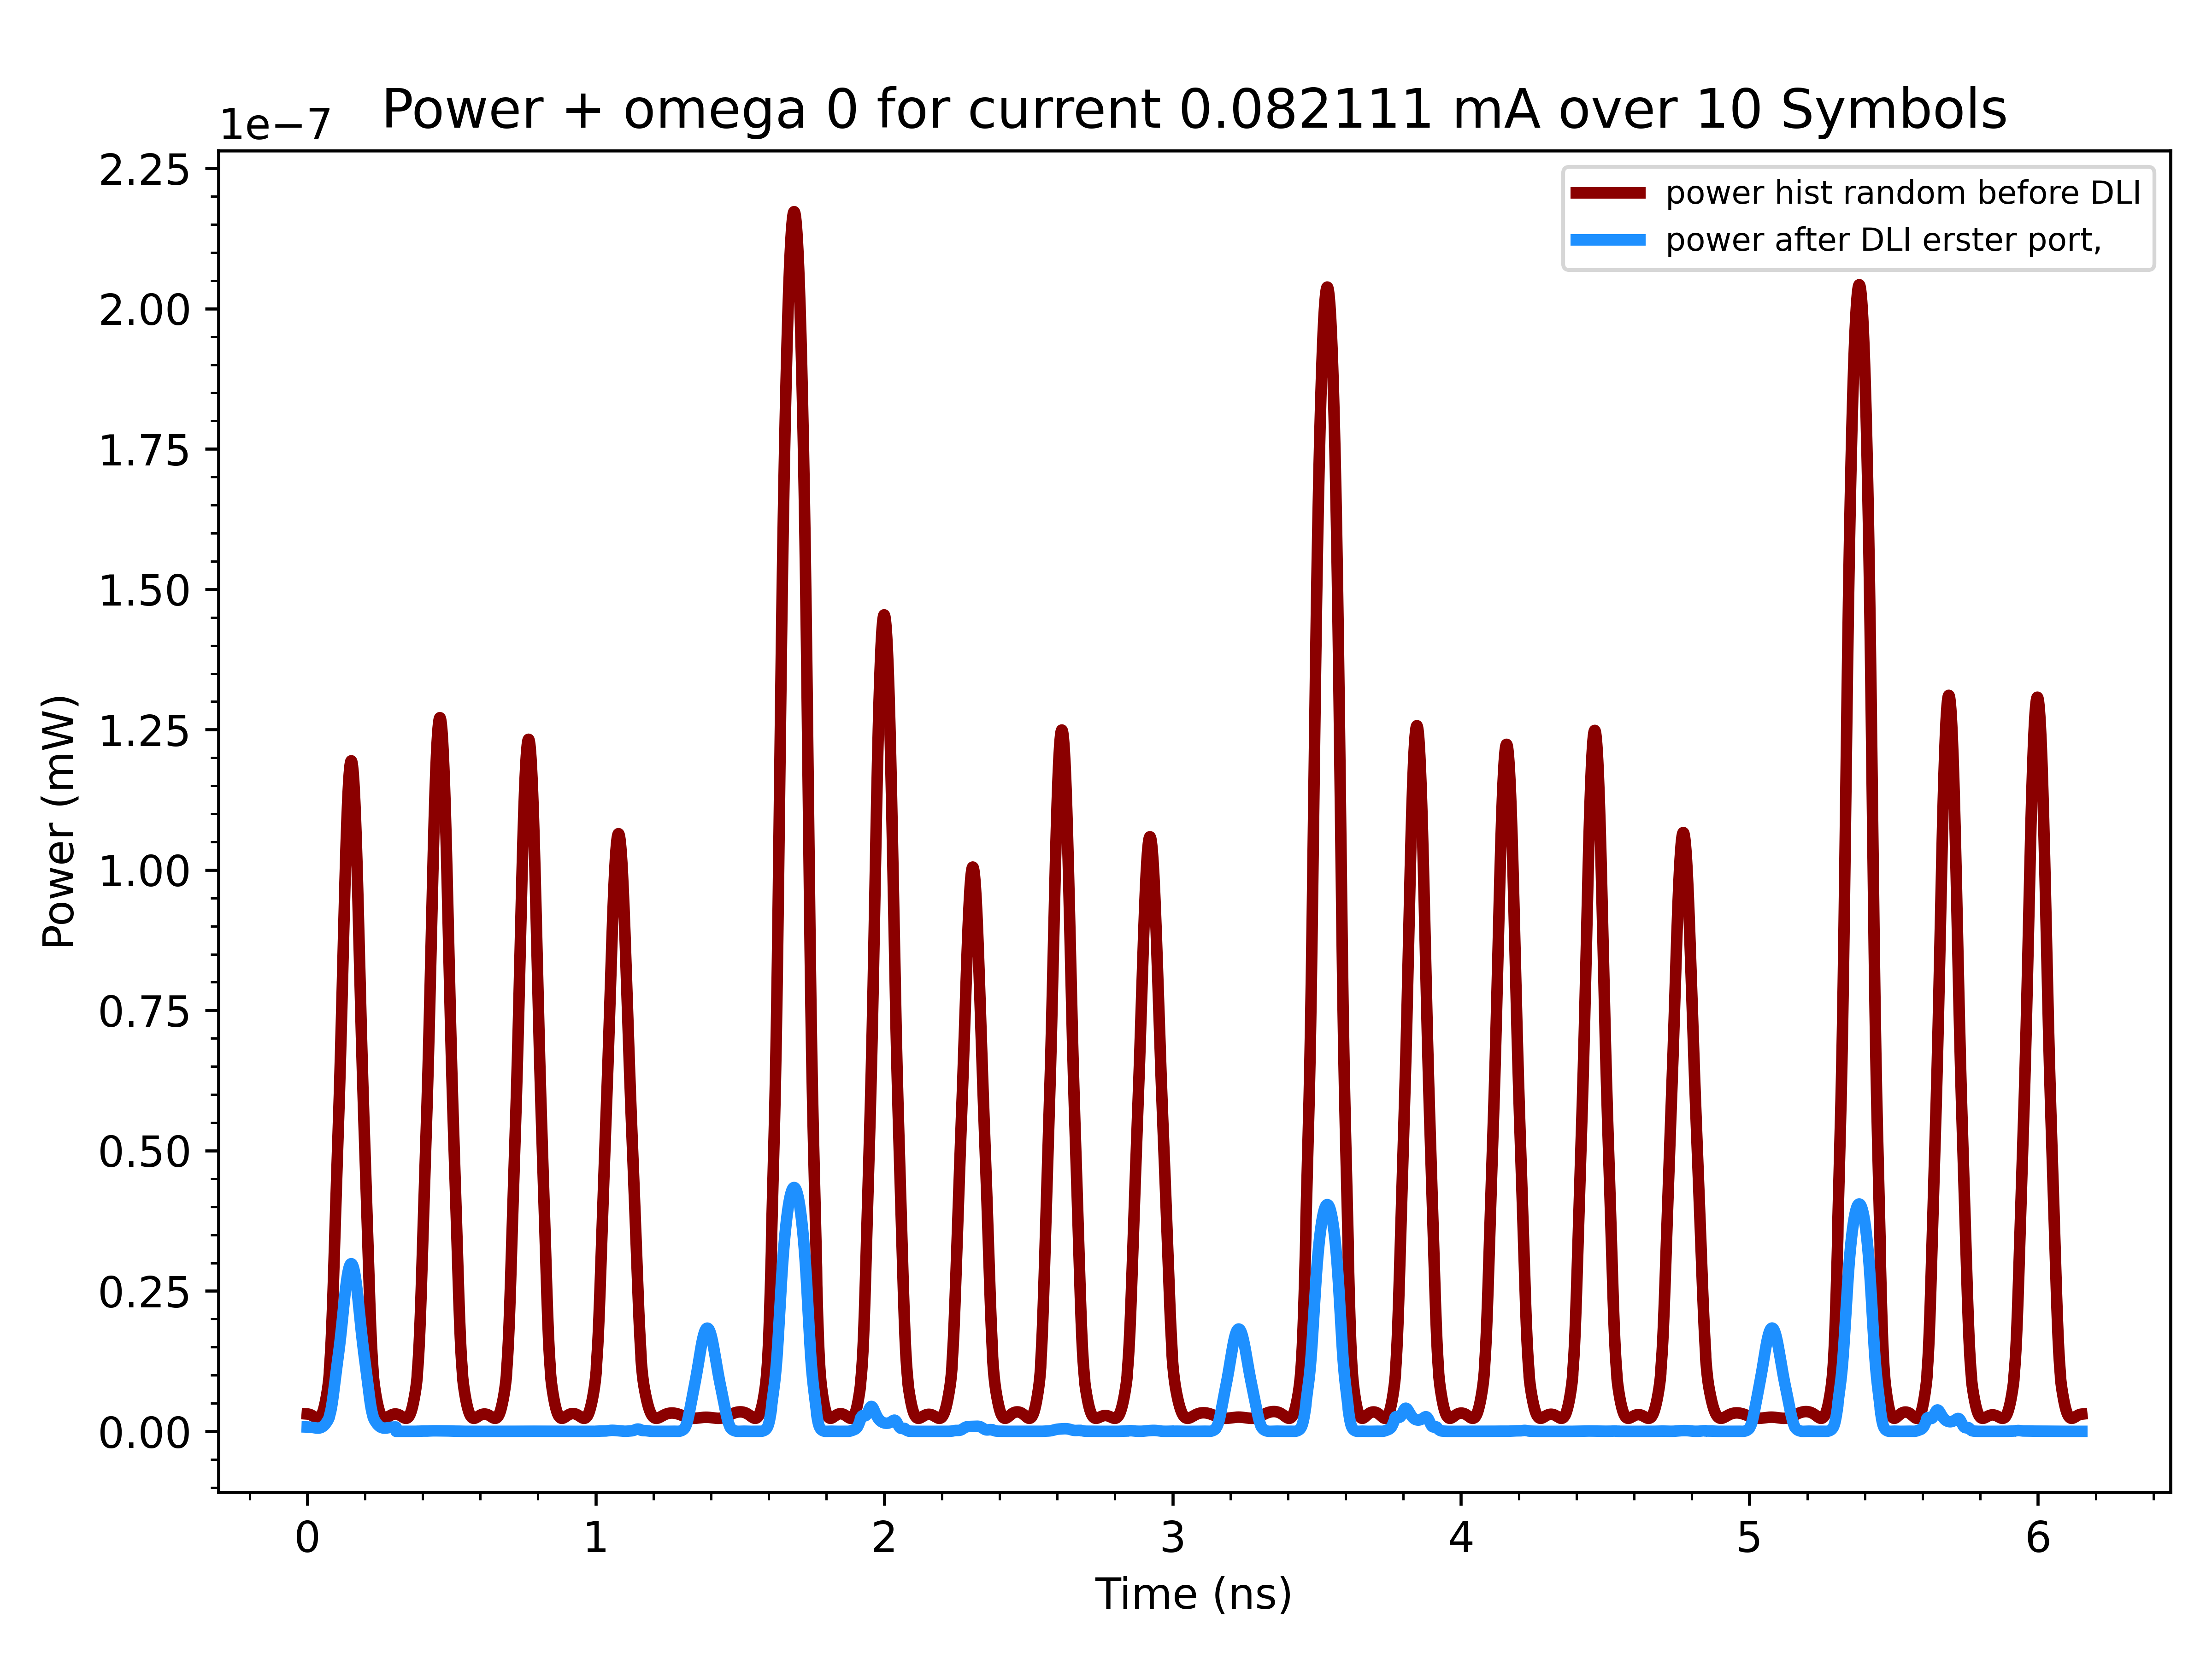 Power + omega 0 for current 0.082111 mA over 10 Symbols
1e−7
power hist random before DLI
power after DLI erster port,
2.25
2.00
1.75
1.50
1.25
1.00
0.75
0.50
0.25
0.00
Power (mW)
0 1 2 3 4 5 6
Time (ns)